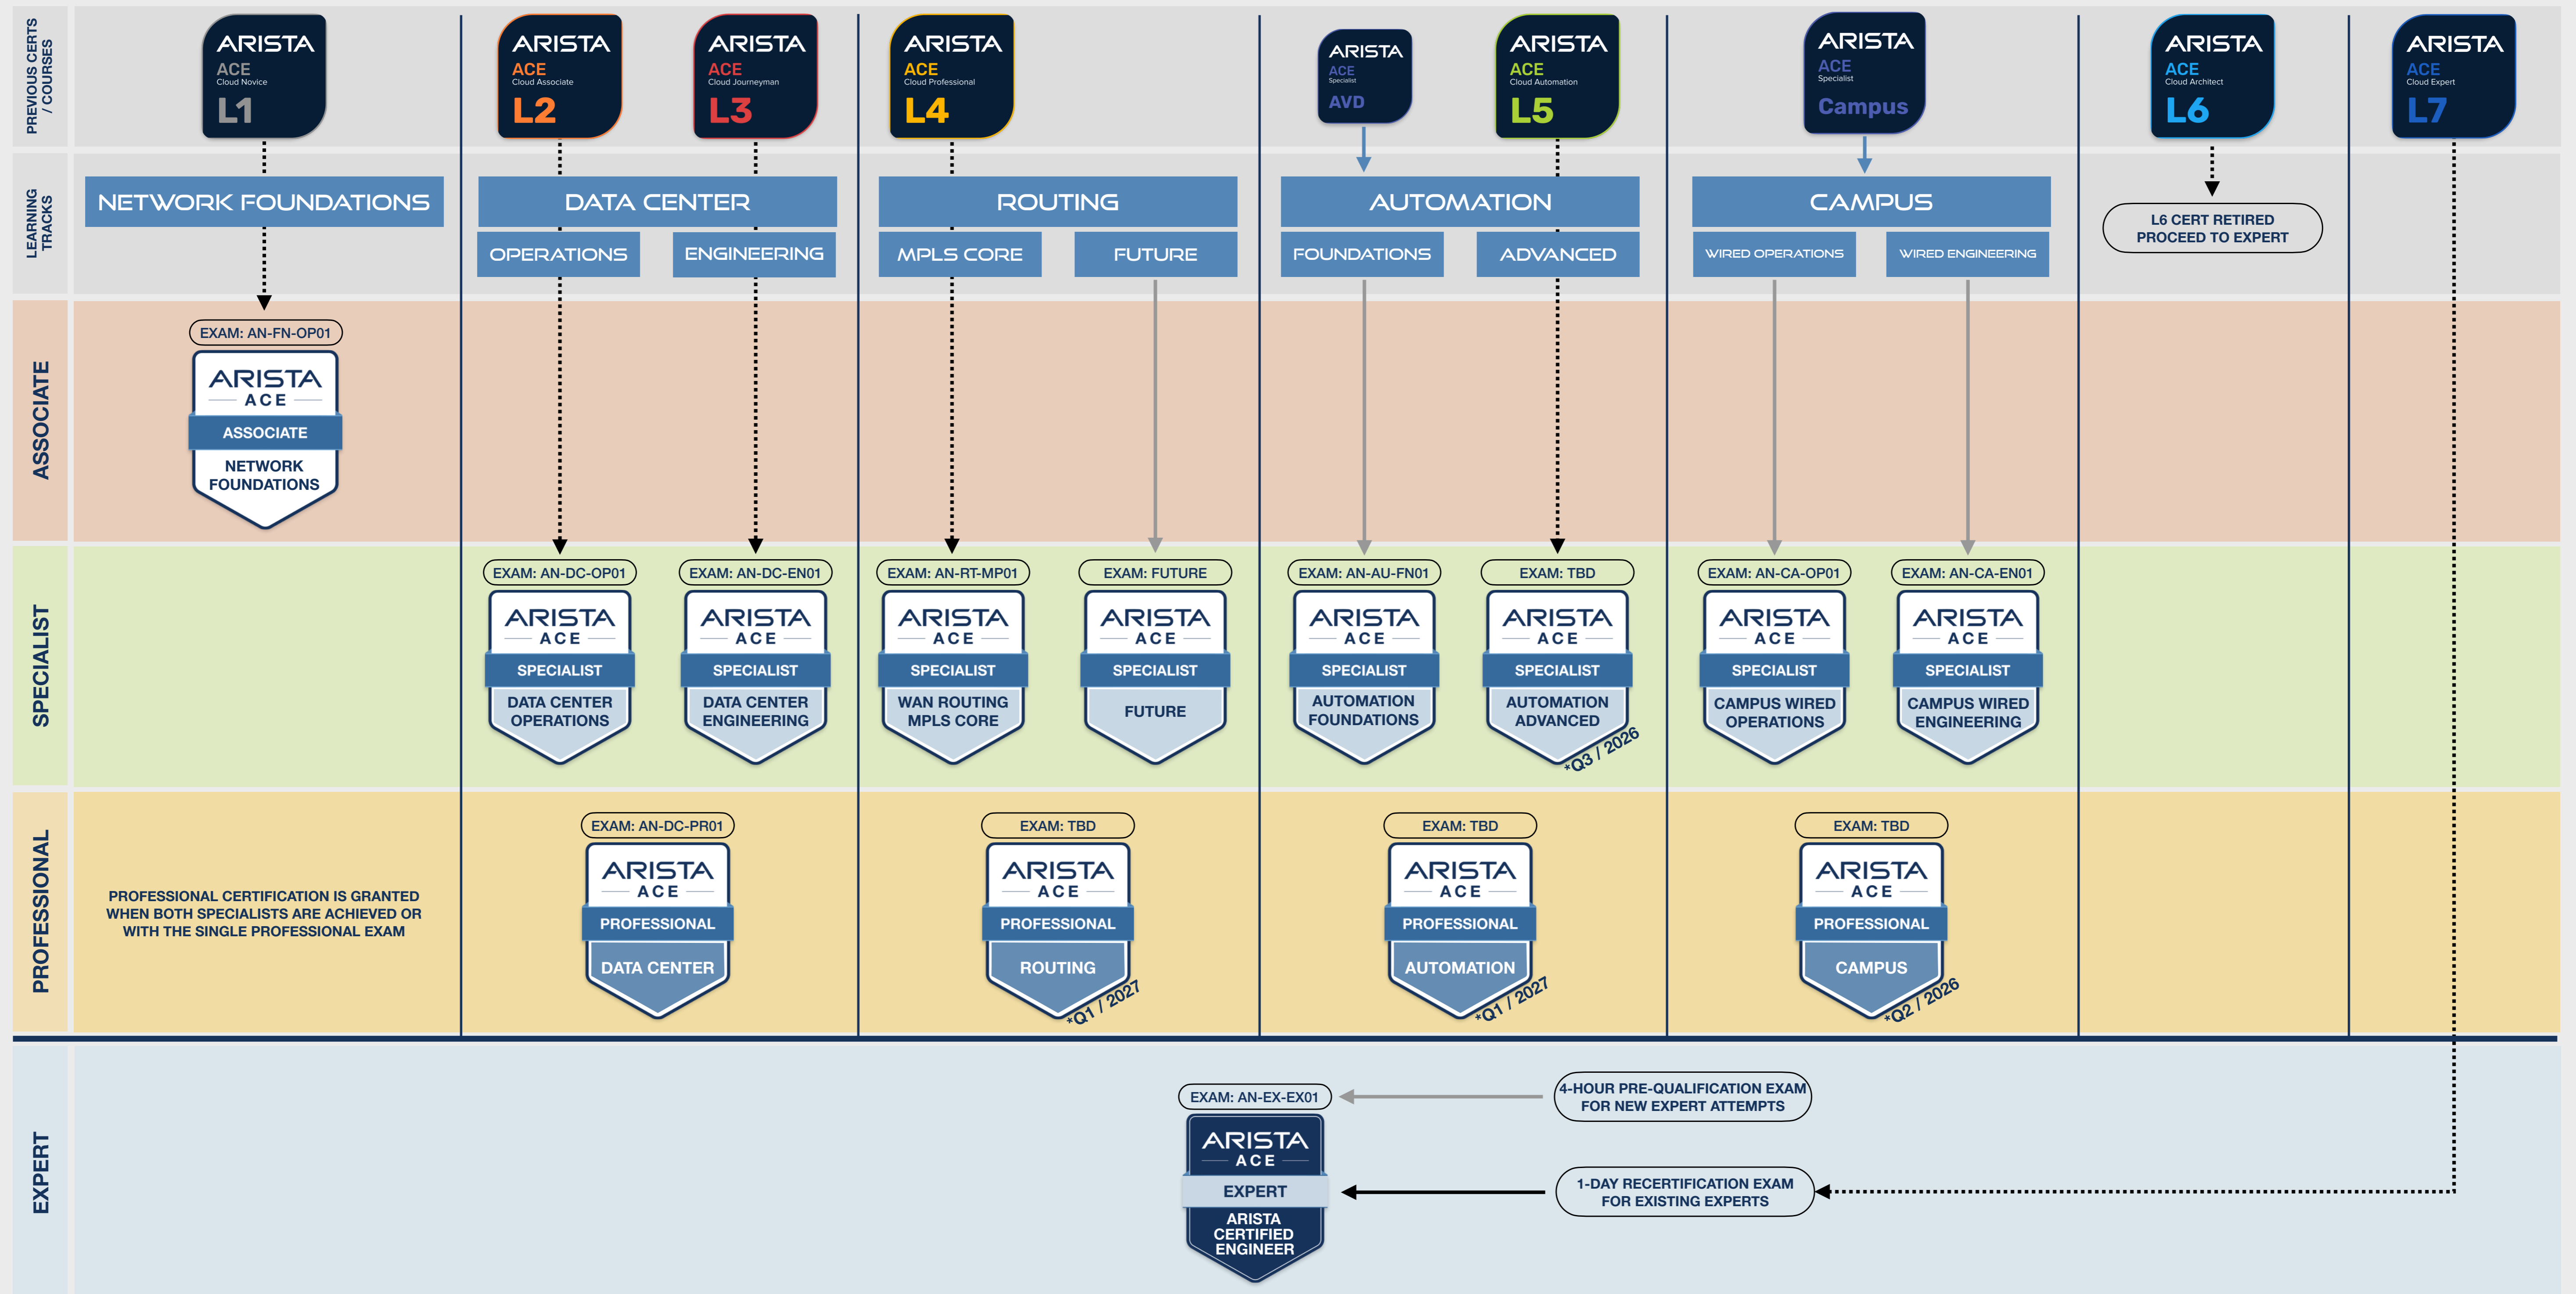 PREVIOUS CERTS
/ COURSES
ARISTA
ACE
Cloud Novice
L1
ARISTA
ACE
Cloud Associate
L2
ARISTA
ACE
Cloud Journeyman
L3
ARISTA
ACE
Cloud Professional
L4
ARISTA
ACE
Specialist
AVD
ARISTA
ACE
Cloud Automation
L5
ARISTA
ACE
Specialist
Campus
ARISTA
ACE
Cloud Architect
L6
ARISTA
ACE
Cloud Expert
L7
LEARNING
TRACKS
NETWORK FOUNDATIONS
DATA CENTER
OPERATIONS
ENGINEERING
ROUTING
MPLS CORE
FUTURE
AUTOMATION
FOUNDATIONS
ADVANCED
CAMPUS
WIRED OPERATIONS
WIRED ENGINEERING
L6 CERT RETIRED
PROCEED TO EXPERT
ASSOCIATE
EXAM: AN-FN-OP01
ARISTA
ACE
ASSOCIATE
NETWORK
FOUNDATIONS
SPECIALIST
EXAM: AN-DC-OP01
ARISTA
ACE
SPECIALIST
DATA CENTER
OPERATIONS
EXAM: AN-DC-EN01
ARISTA
ACE
SPECIALIST
DATA CENTER
ENGINEERING
EXAM: AN-RT-MP01
ARISTA
ACE
SPECIALIST
WAN ROUTING
MPLS CORE
EXAM: FUTURE
ARISTA
ACE
SPECIALIST
FUTURE
EXAM: AN-AU-FN01
ARISTA
ACE
SPECIALIST
AUTOMATION
FOUNDATIONS
EXAM: TBD
ARISTA
ACE
SPECIALIST
AUTOMATION
ADVANCED
*Q3 / 2026
EXAM: AN-CA-OP01
ARISTA
ACE
SPECIALIST
CAMPUS WIRED
OPERATIONS
EXAM: AN-CA-EN01
ARISTA
ACE
SPECIALIST
CAMPUS WIRED
ENGINEERING
PROFESSIONAL
PROFESSIONAL CERTIFICATION IS GRANTED
WHEN BOTH SPECIALISTS ARE ACHIEVED OR
WITH THE SINGLE PROFESSIONAL EXAM
EXAM: AN-DC-PR01
ARISTA
ACE
PROFESSIONAL
DATA CENTER
EXAM: TBD
ARISTA
ACE
PROFESSIONAL
ROUTING
*Q1 / 2027
EXAM: TBD
ARISTA
ACE
PROFESSIONAL
AUTOMATION
*Q1 / 2027
EXAM: TBD
ARISTA
ACE
PROFESSIONAL
CAMPUS
*Q2 / 2026
EXPERT
EXAM: AN-EX-EX01
ARISTA
ACE
EXPERT
ARISTA
CERTIFIED
ENGINEER
4-HOUR PRE-QUALIFICATION EXAM
FOR NEW EXPERT ATTEMPTS
1-DAY RECERTIFICATION EXAM
FOR EXISTING EXPERTS